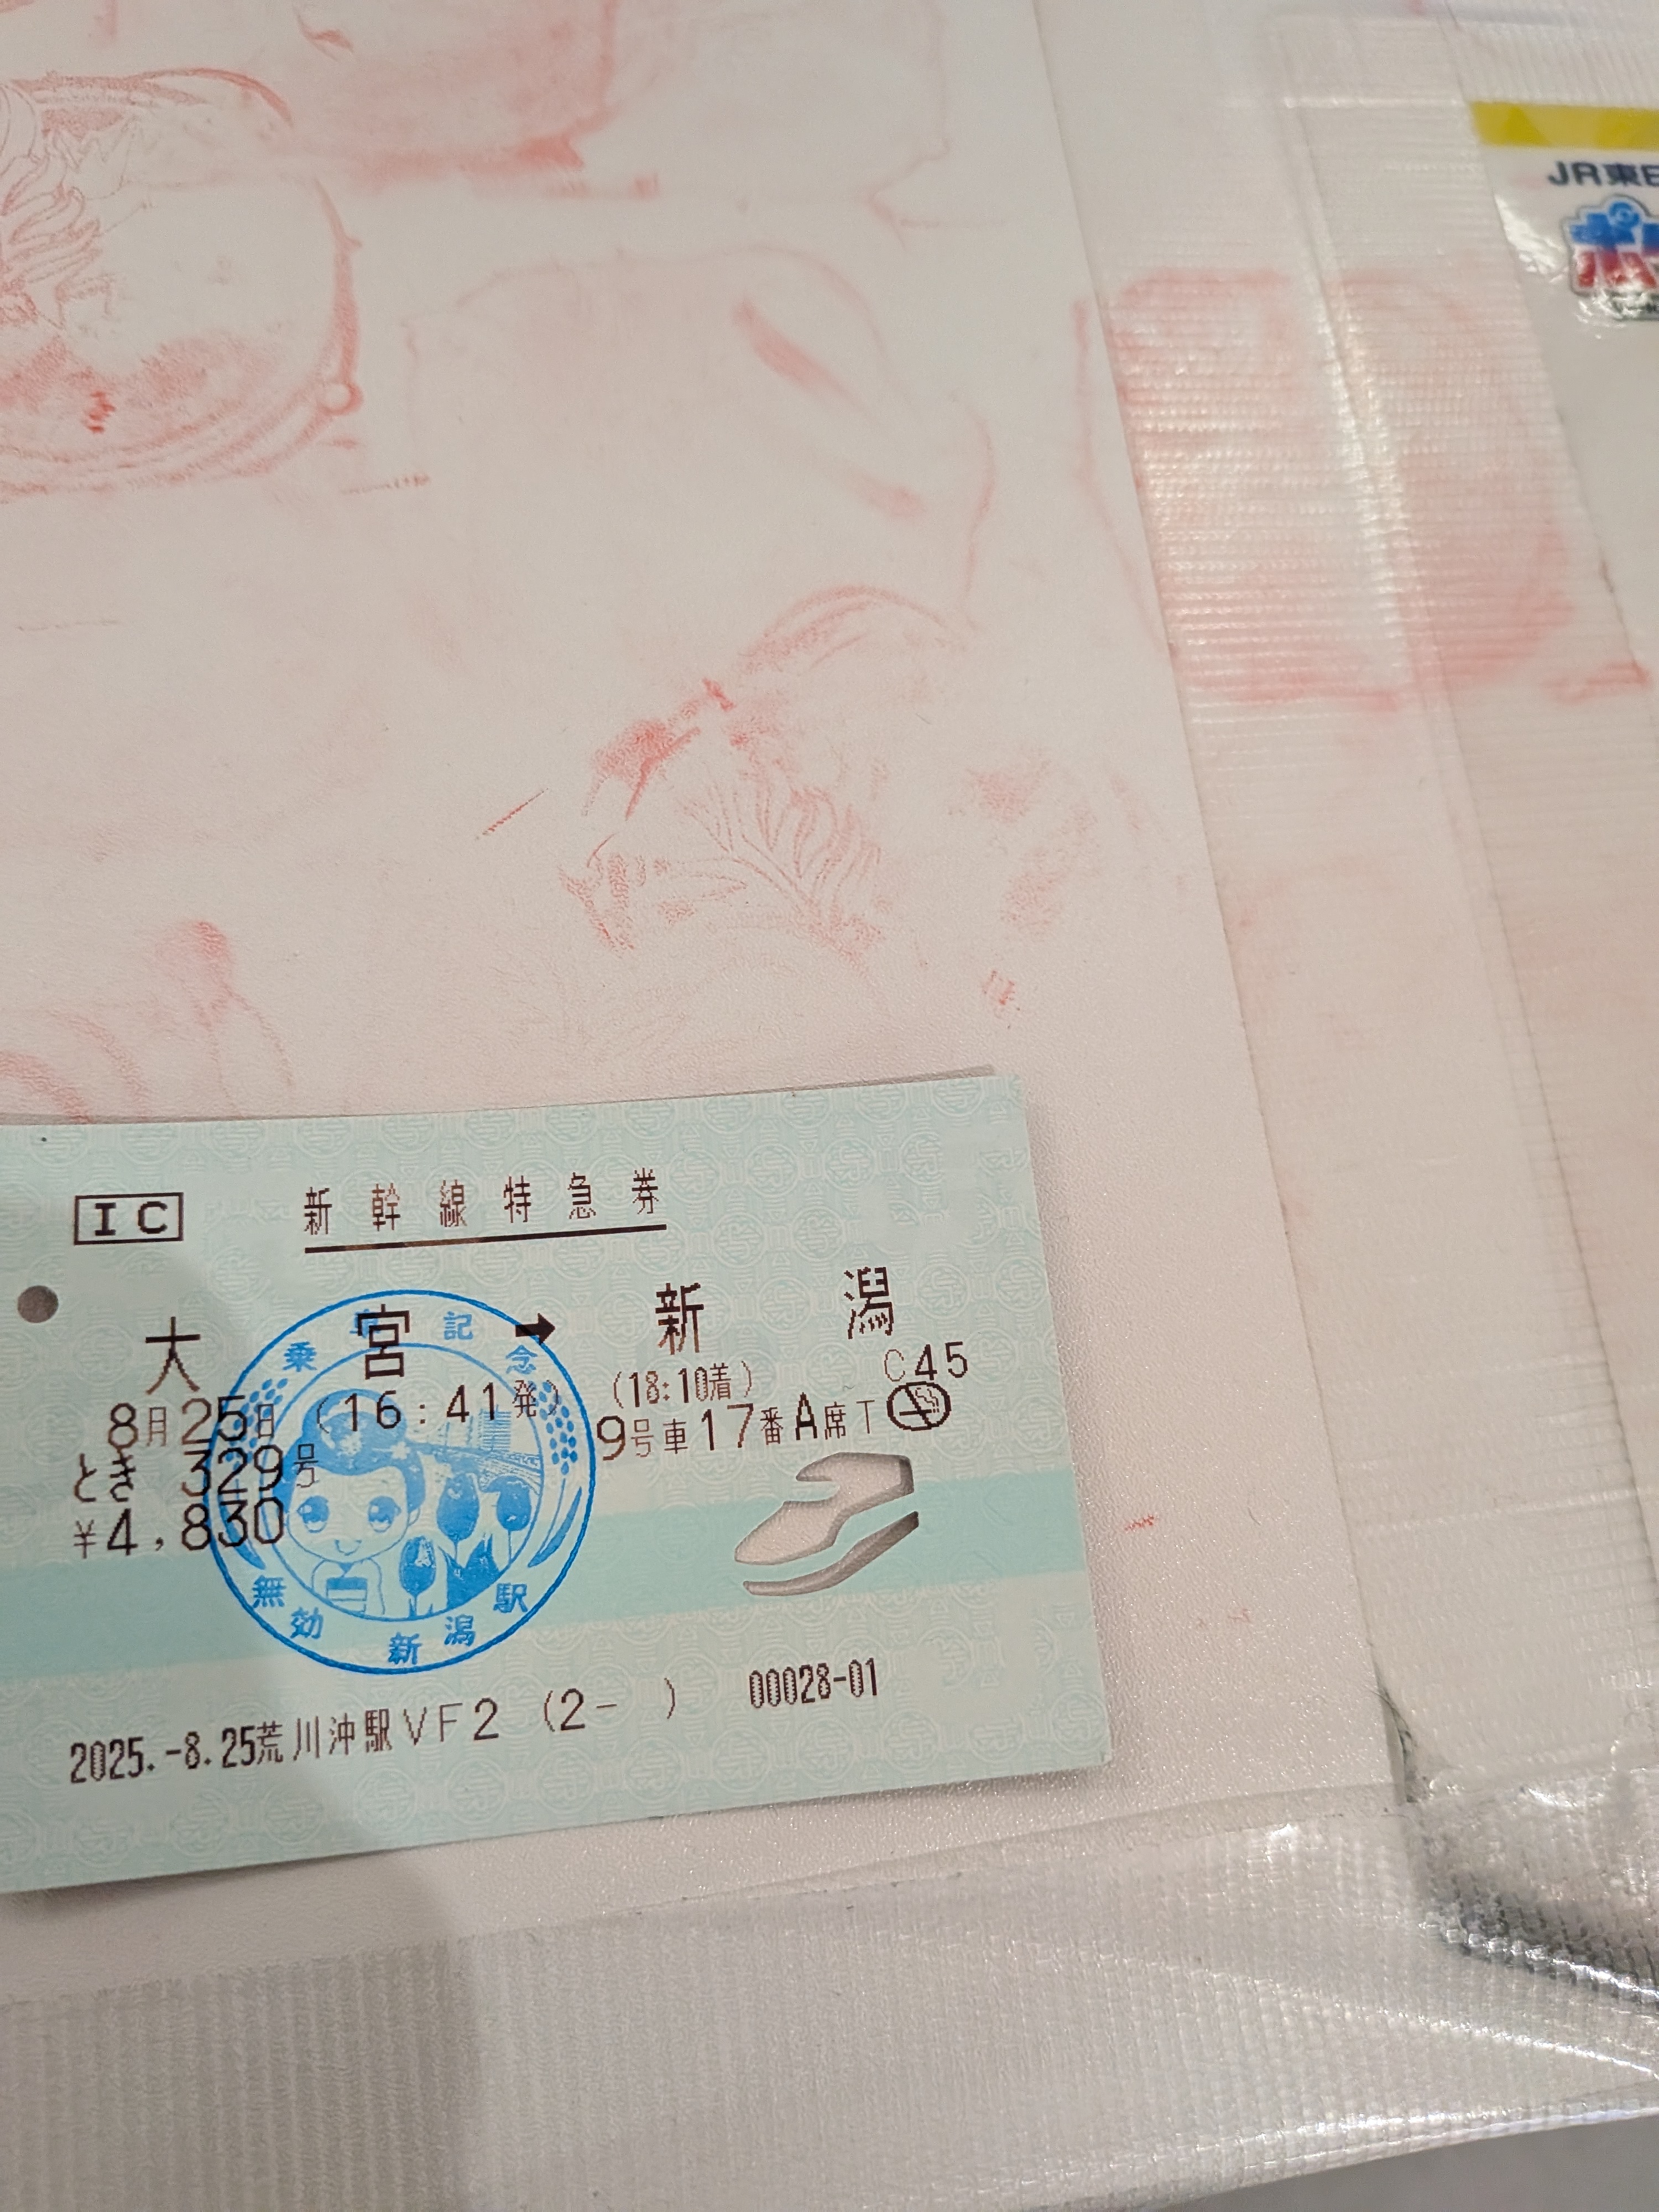 JR東日
ポ
IC 新幹線特急券
大宮 → 新潟
(16:41発) (18:10着) C45
8月25日 9号車17番A席 T
とき 329号
¥4,830
乗車記念
無効 新潟駅
2025.-8.25荒川沖駅VF2 (2- ) 00028-01